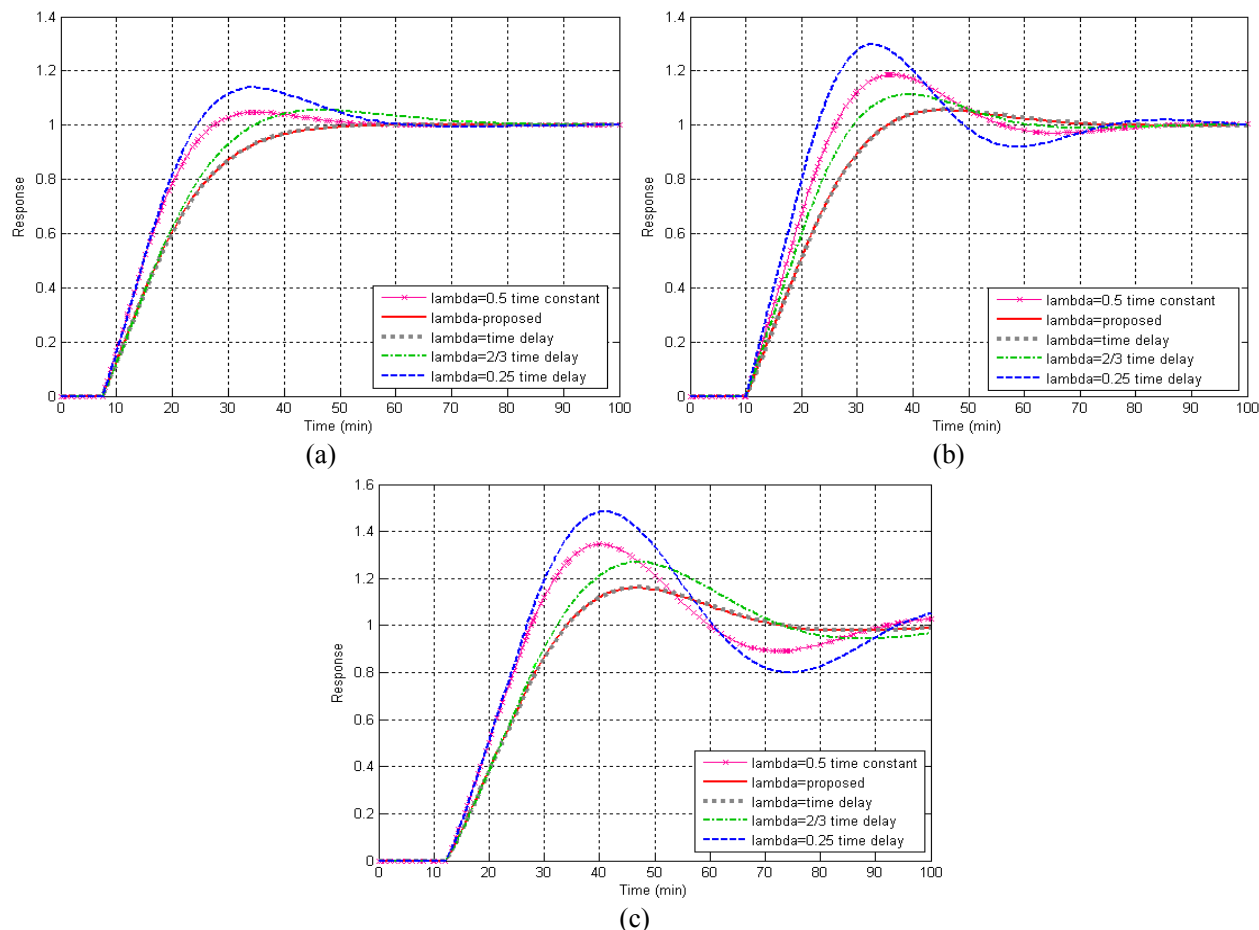 1.4
1.2
1
0.8
0.6
0.4
0.2
0
Response
0 10 20 30 40 50 60 70 80 90 100
Time (min)
lambda=0.5 time constant
lambda-proposed
lambda=time delay
lambda=2/3 time delay
lambda=0.25 time delay
(a)
1.4
1.2
1
0.8
0.6
0.4
0.2
0
Response
0 10 20 30 40 50 60 70 80 90 100
Time (min)
lambda=0.5 time constant
lambda=proposed
lambda=time delay
lambda=2/3 time delay
lambda=0.25 time delay
(b)
1.6
1.4
1.2
1
0.8
0.6
0.4
0.2
0
Response
0 10 20 30 40 50 60 70 80 90 100
Time (min)
lambda=0.5 time constant
lambda=proposed
lambda=time delay
lambda=2/3 time delay
lambda=0.25 time delay
(c)